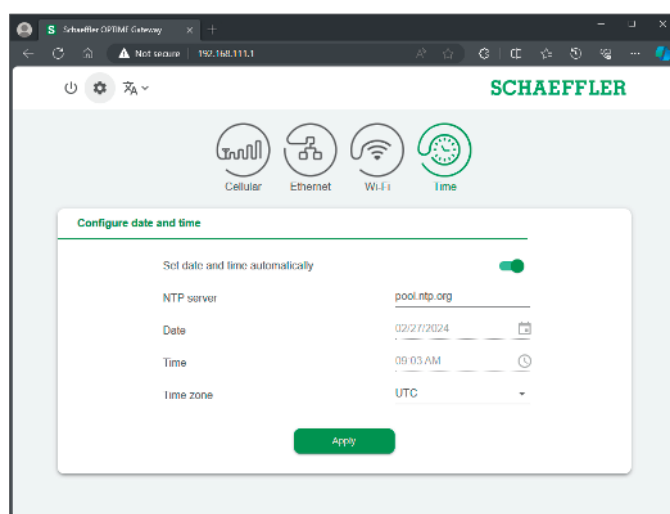 Schaeffler OPTIME Gateway
Not secure 192.168.111.1
SCHAEFFLER
Cellular Ethernet Wi-Fi Time
Configure date and time
Set date and time automatically
NTP server pool.ntp.org
Date 02/27/2024
Time 09:03 AM
Time zone UTC
Apply